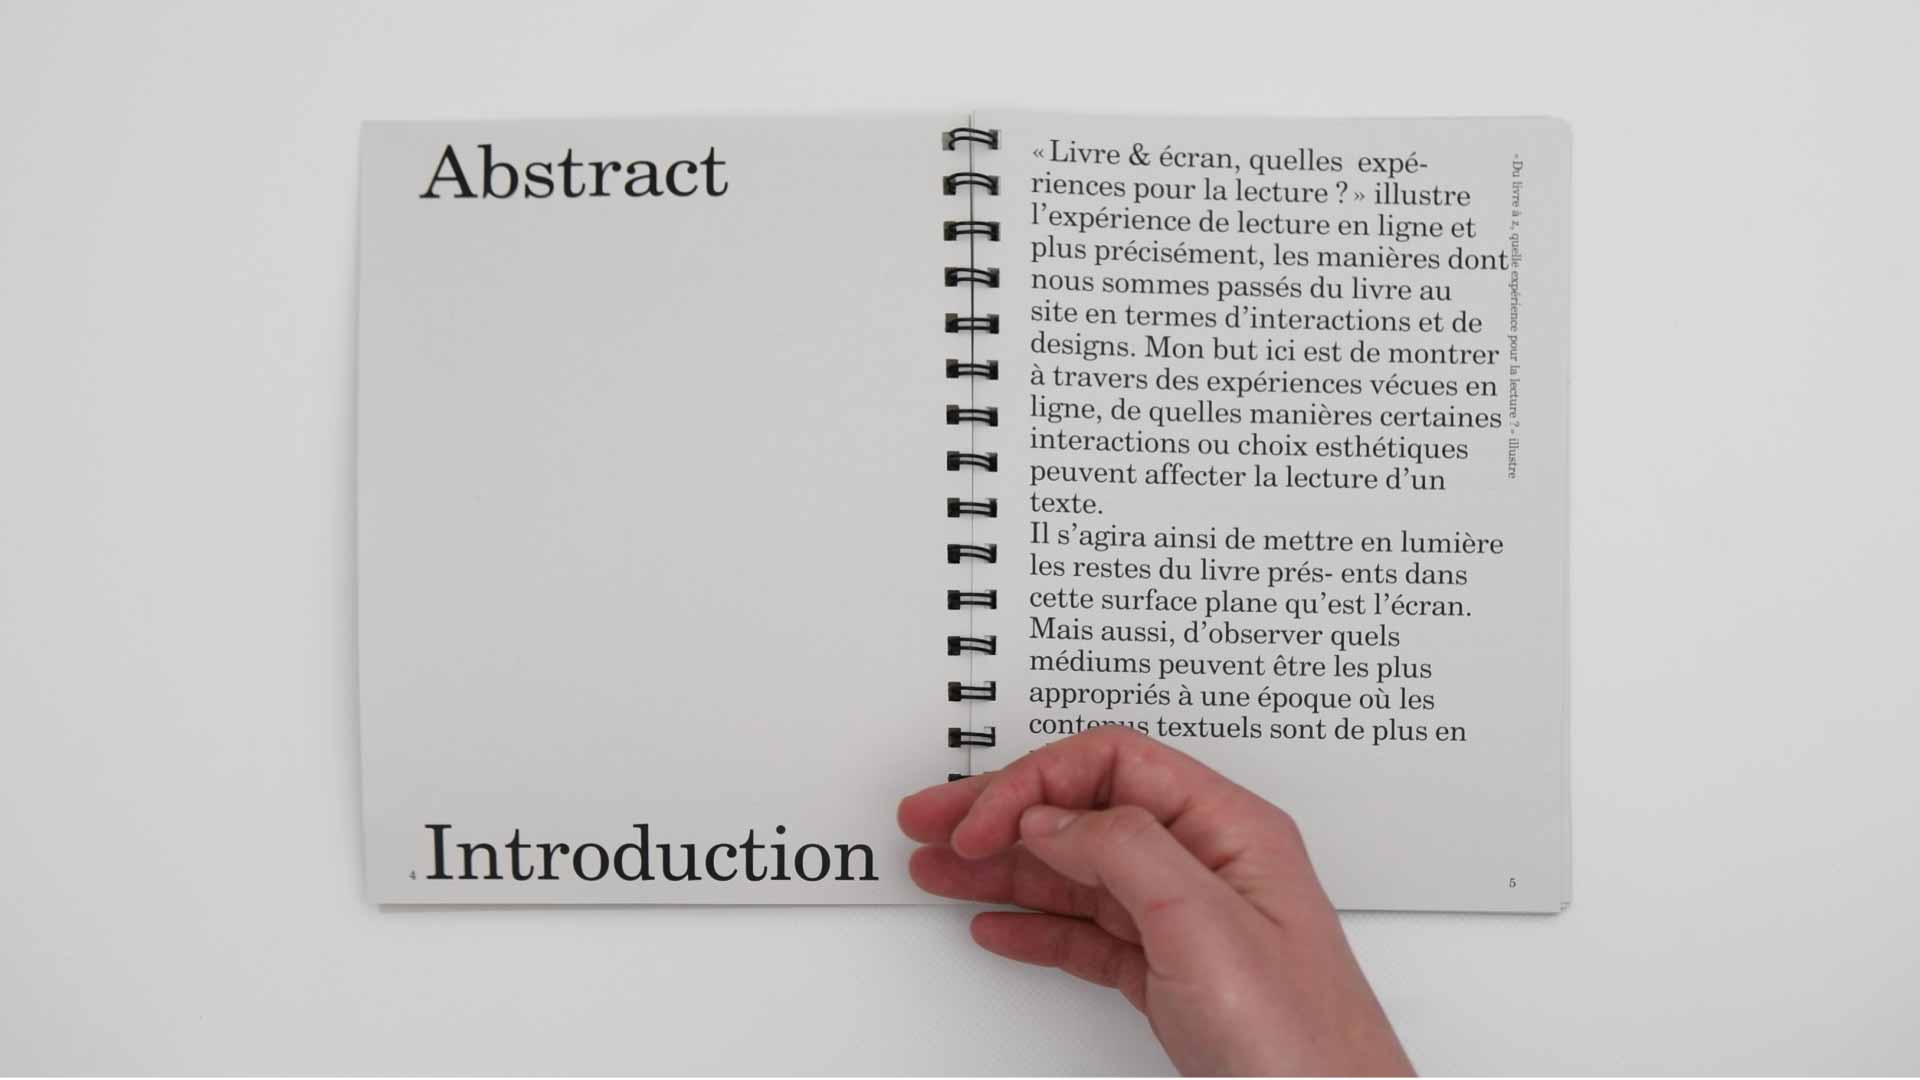 Abstract
Introduction
4
« Livre & écran, quelles expé-
riences pour la lecture ? » illustre
l’expérience de lecture en ligne et
plus précisément, les manières dont
nous sommes passés du livre au
site en termes d’interactions et de
designs. Mon but ici est de montrer
à travers des expériences vécues en
ligne, de quelles manières certaines
interactions ou choix esthétiques
peuvent affecter la lecture d’un
texte.
Il s’agira ainsi de mettre en lumière
les restes du livre prés- ents dans
cette surface plane qu’est l’écran.
Mais aussi, d’observer quels
médiums peuvent être les plus
appropriés à une époque où les
contenus textuels sont de plus en
« Du livre à z, quelle expérience pour la lecture ? » illustre
5